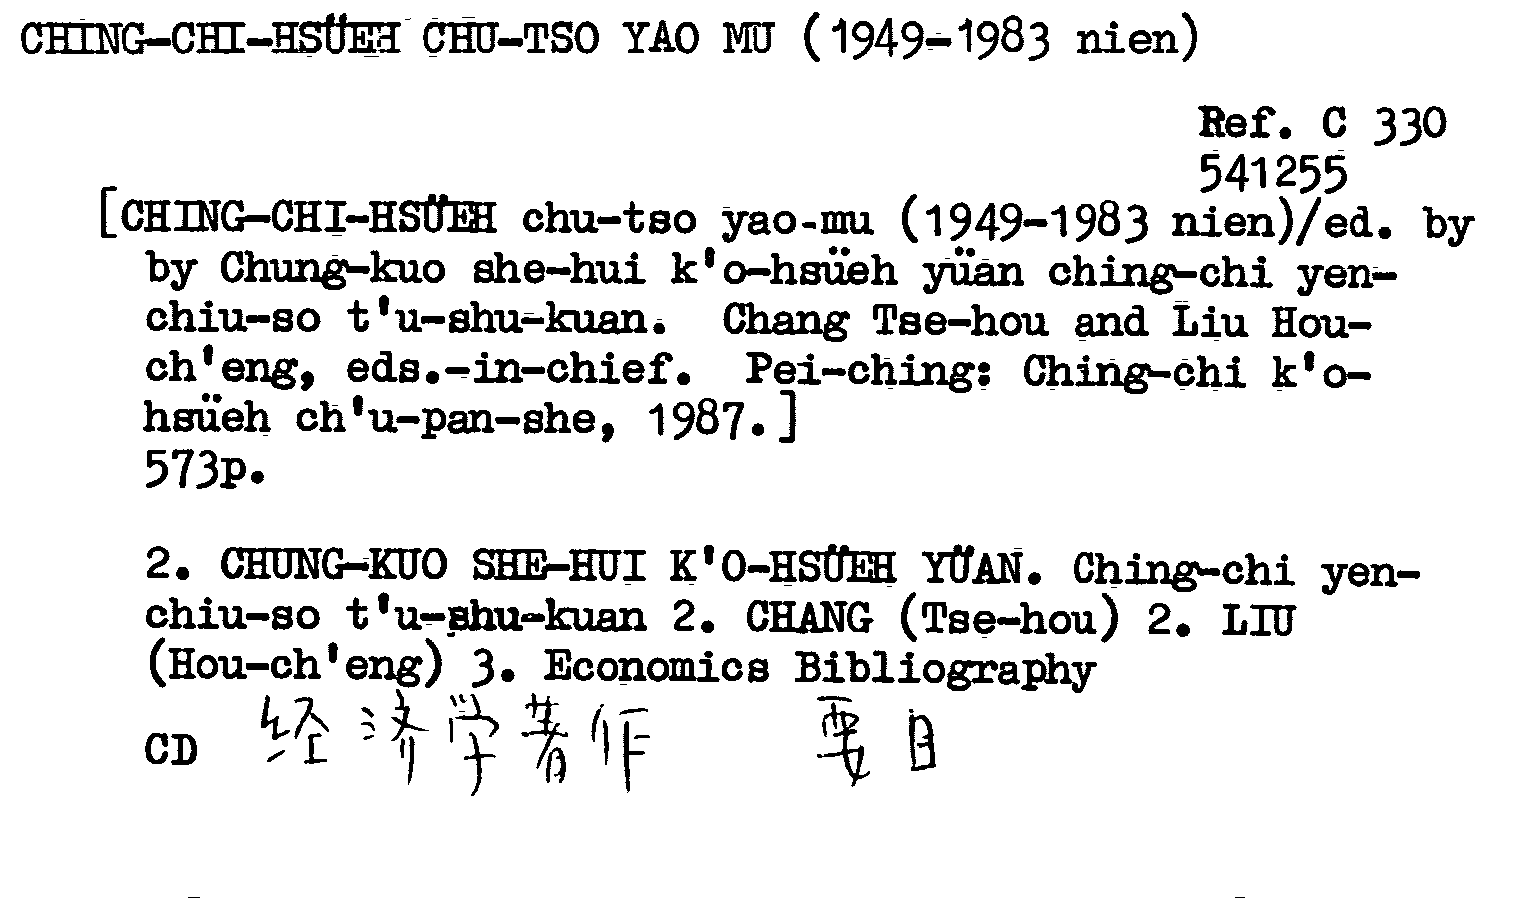 CHING-CHI-HSÜEH CHU-TSO YAO MU (1949-1983 nien)
Ref. C 330
541255
[CHING-CHI-HSÜEH chu-tso yao-mu (1949-1983 nien)/ed. by
by Chung-kuo she-hui k'o-hsüeh yüan ching-chi yen-
chiu-so t'u-shu-kuan. Chang Tse-hou and Liu Hou-
ch'eng, eds.-in-chief. Pei-ching: Ching-chi k'o-
hsüeh ch'u-pan-she, 1987.]
573p.
2. CHUNG-KUO SHE-HUI K'O-HSÜEH YÜAN. Ching-chi yen-
chiu-so t'u-shu-kuan 2. CHANG (Tse-hou) 2. LIU
(Hou-ch'eng) 3. Economics Bibliography
CD 经济学著作 要目